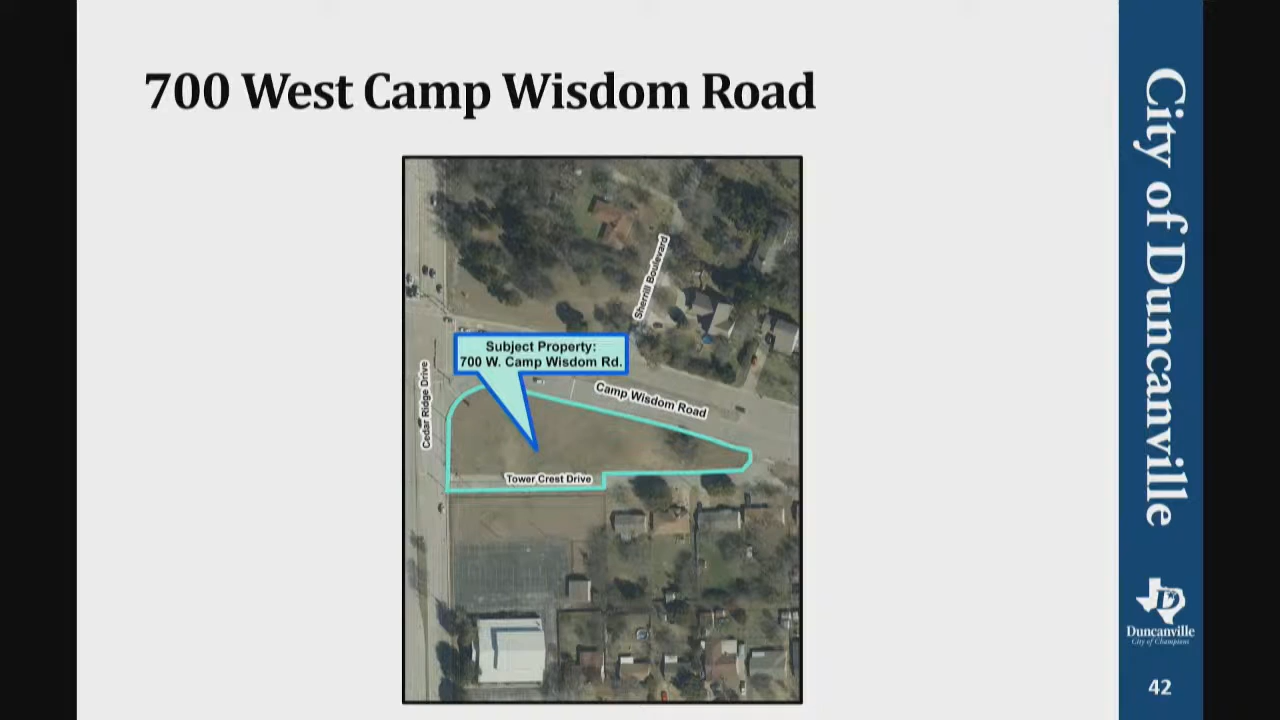 700 West Camp Wisdom Road
Sherrill Boulevard
Subject Property:
700 W. Camp Wisdom Rd.
Cedar Ridge Drive
Camp Wisdom Road
Tower Crest Drive
City of Duncanville
Duncanville
City of Champions
42